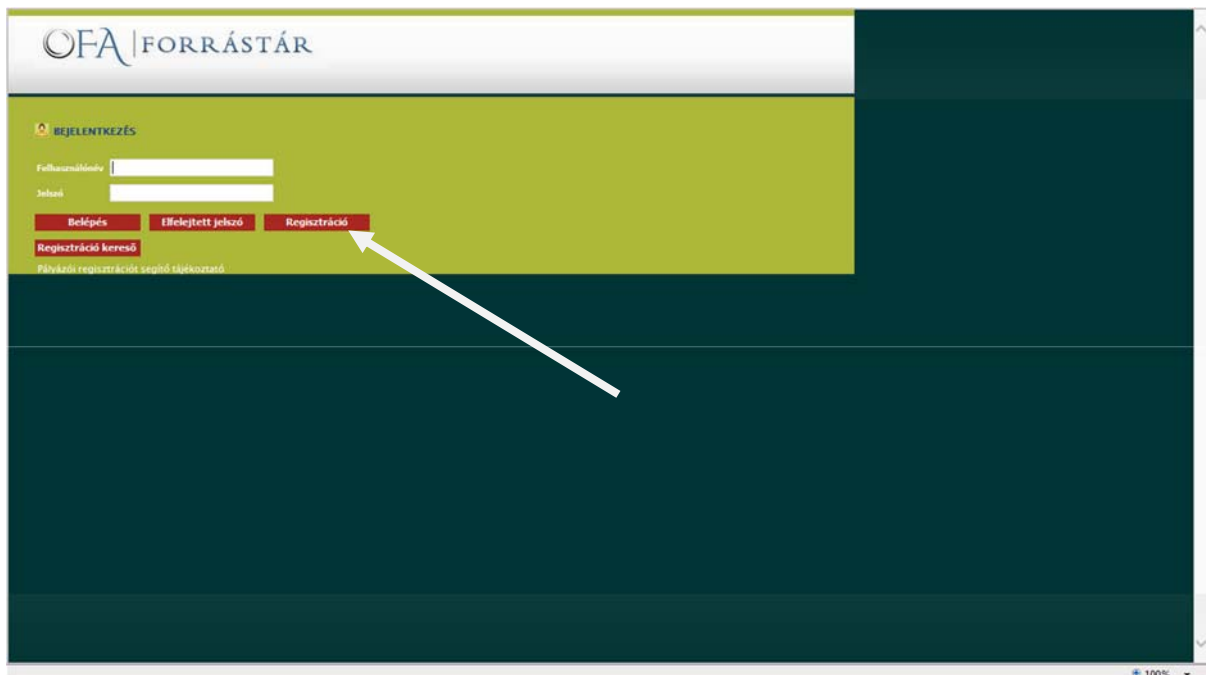 OFA | FORRÁSTÁR
BEJELENTKEZÉS
Felhasználónév
Jelszó
Belépés Elfelejtett jelszó Regisztráció
Regisztráció kereső
Pályázói regisztrációt segítő tájékoztató
100%